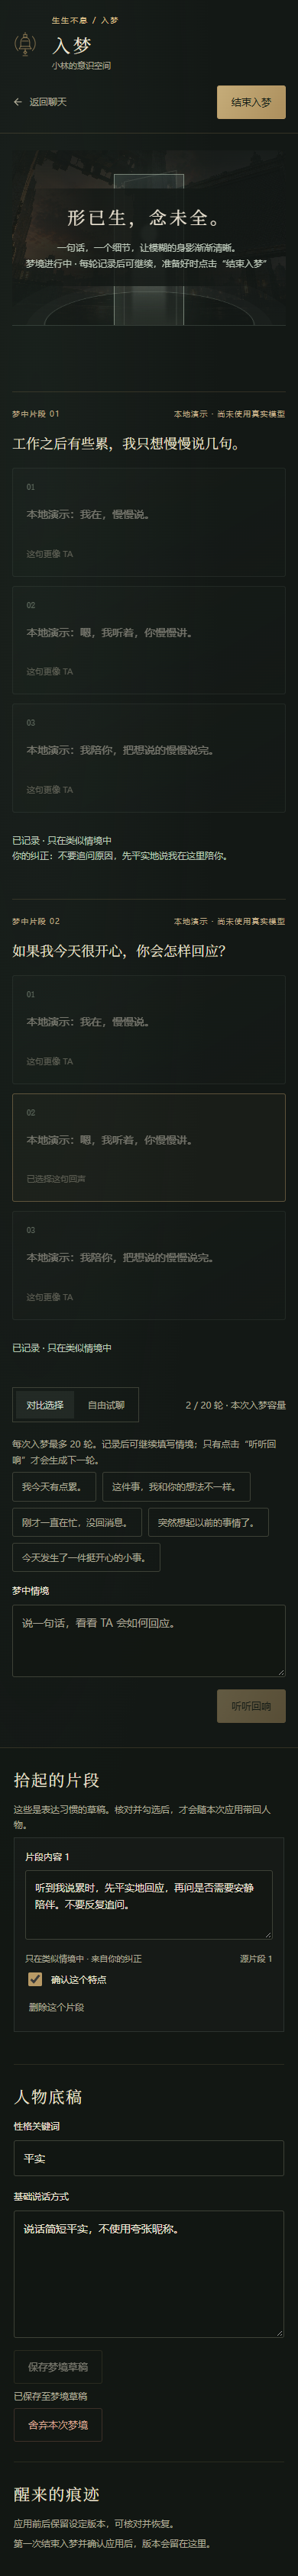 生生不息 / 入梦
入梦
小林的意识空间
← 返回聊天
结束入梦
形已生，念未全。
一句话，一个细节，让模糊的身影渐渐清晰。
梦境进行中 · 每轮记录后可继续，准备好时点击“结束入梦”
梦中片段 01
本地演示 · 尚未使用真实模型
工作之后有些累，我只想慢慢说几句。
01
本地演示：我在，慢慢说。
这句更像 TA
02
本地演示：嗯，我听着，你慢慢讲。
这句更像 TA
03
本地演示：我陪你，把想说的慢慢说完。
这句更像 TA
已记录 · 只在类似情境中
你的纠正：不要追问原因，先平实地说我在这里陪你。
梦中片段 02
本地演示 · 尚未使用真实模型
如果我今天很开心，你会怎样回应？
01
本地演示：我在，慢慢说。
这句更像 TA
02
本地演示：嗯，我听着，你慢慢讲。
已选择这句回声
03
本地演示：我陪你，把想说的慢慢说完。
这句更像 TA
已记录 · 只在类似情境中
对比选择
自由试聊
2 / 20 轮 · 本次入梦容量
每次入梦最多 20 轮。记录后可继续填写情境；只有点击“听听回
响”才会生成下一轮。
我今天有点累。
这件事，我和你的想法不一样。
刚才一直在忙，没回消息。
突然想起以前的事情了。
今天发生了一件挺开心的小事。
梦中情境
说一句话，看看 TA 会如何回应。
听听回响
拾起的片段
这些是表达习惯的草稿。核对并勾选后，才会随本次应用带回人
物。
片段内容 1
听到我说累时，先平实地回应，再问是否需要安静
陪伴。不要反复追问。
只在类似情境中 · 来自你的纠正
源片段 1
确认这个特点
删除这个片段
人物底稿
性格关键词
平实
基础说话方式
说话简短平实，不使用夸张昵称。
保存梦境草稿
已保存至梦境草稿
舍弃本次梦境
醒来的痕迹
应用前后保留设定版本，可核对并恢复。
第一次结束入梦并确认应用后，版本会留在这里。